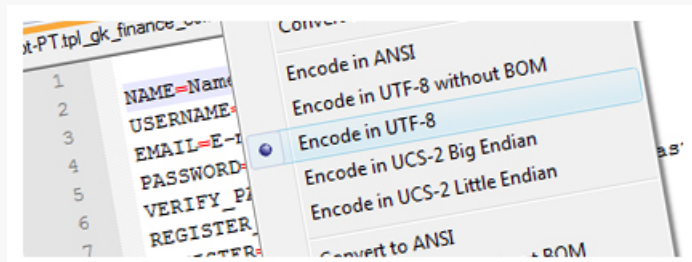 Convert
t-PT.tpl_gk_finance_
1
2
3
4
5
6
7
NAME=Name
USERNAME=
EMAIL=E-
PASSWORD=
VERIFY_P
REGISTER_
Encode in ANSI
Encode in UTF-8 without BOM
Encode in UTF-8
Encode in UCS-2 Big Endian
Encode in UCS-2 Little Endian
Convert to ANSI
BOM